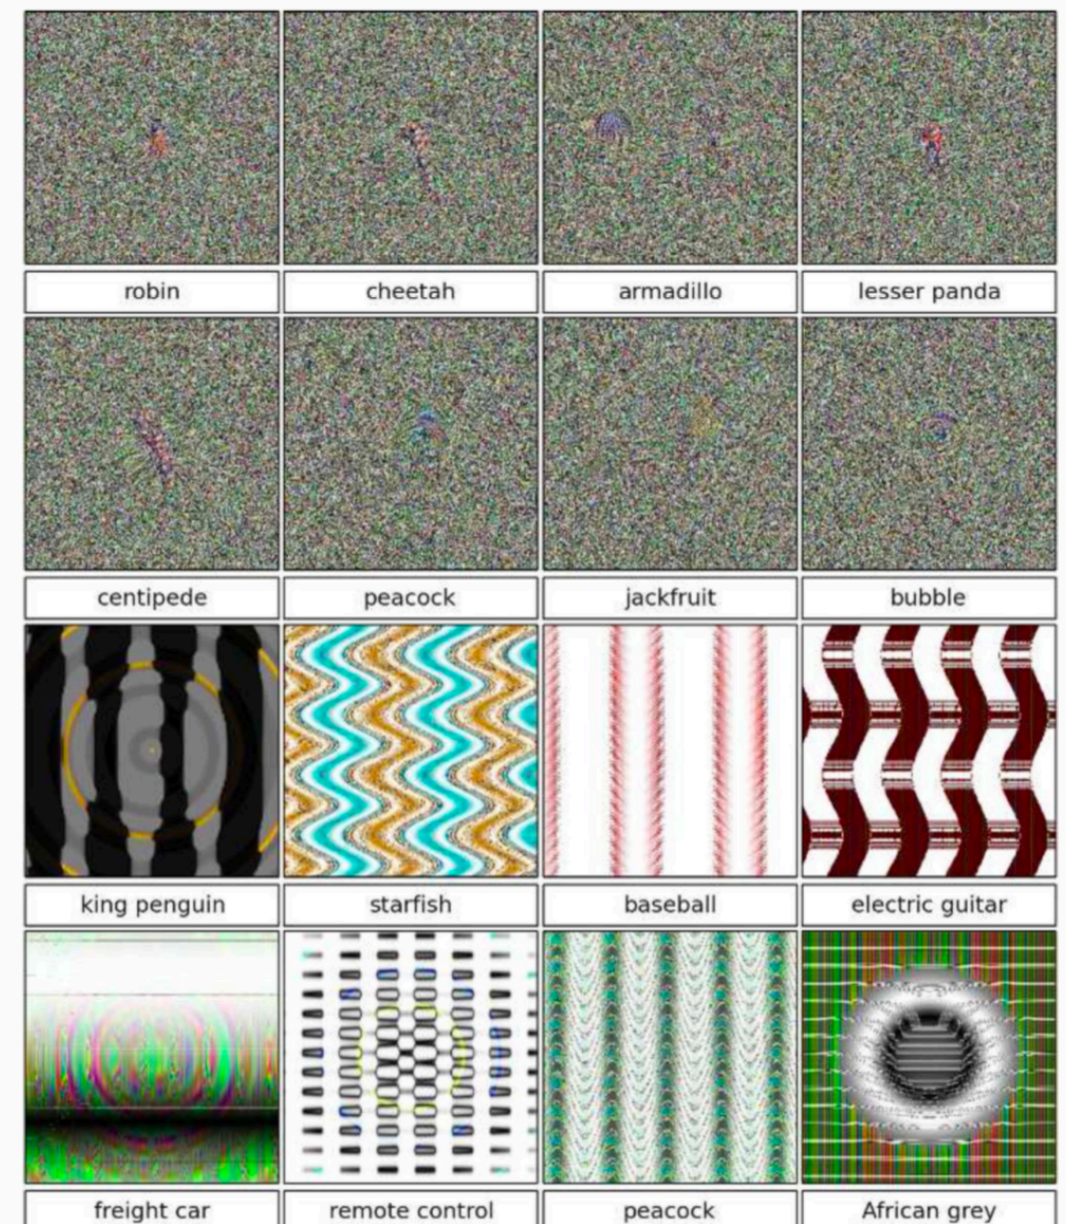 robin cheetah armadillo lesser panda
centipede peacock jackfruit bubble
king penguin starfish baseball electric guitar
freight car remote control peacock African grey